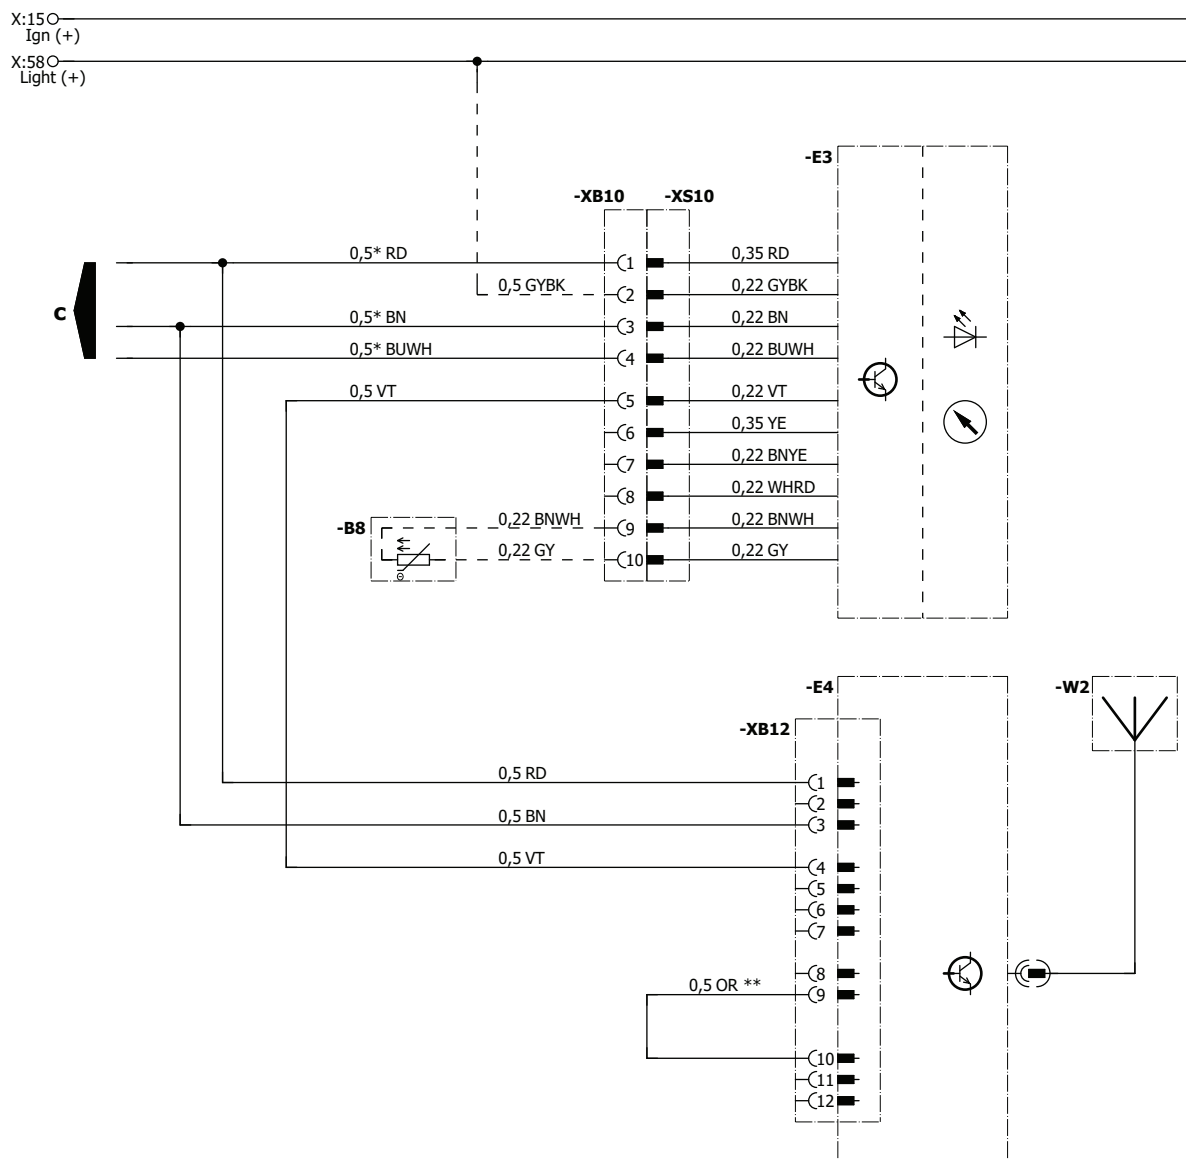 X:15
Ign (+)
X:58
Light (+)
-E3
-XB10
-XS10
0,5* RD
1
0,35 RD
0,5 GYBK
2
0,22 GYBK
C
0,5* BN
3
0,22 BN
0,5* BUWH
4
0,22 BUWH
0,5 VT
5
0,22 VT
6
0,35 YE
7
0,22 BNYE
8
0,22 WHRD
-B8
0,22 BNWH
9
0,22 BNWH
0,22 GY
10
0,22 GY
-E4
-W2
-XB12
0,5 RD
1
2
0,5 BN
3
0,5 VT
4
5
6
7
8
0,5 OR **
9
10
11
12